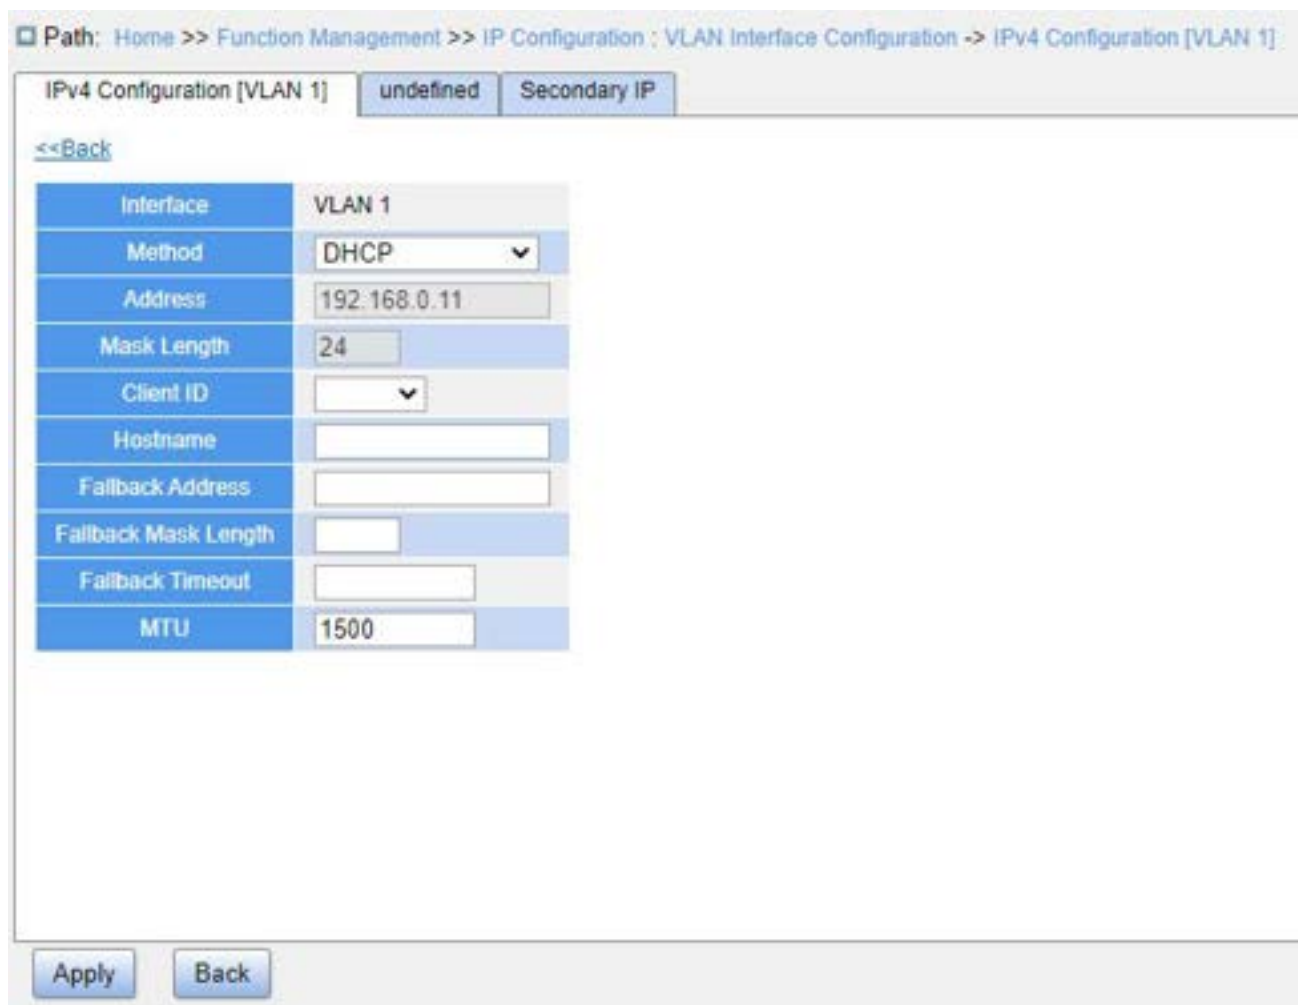 Path: Home >> Function Management >> IP Configuration : VLAN Interface Configuration -> IPv4 Configuration [VLAN 1]
IPv4 Configuration [VLAN 1] undefined Secondary IP
<<Back
Interface VLAN 1
Method DHCP
Address 192.168.0.11
Mask Length 24
Client ID
Hostname
Fallback Address
Fallback Mask Length
Fallback Timeout
MTU 1500
Apply Back